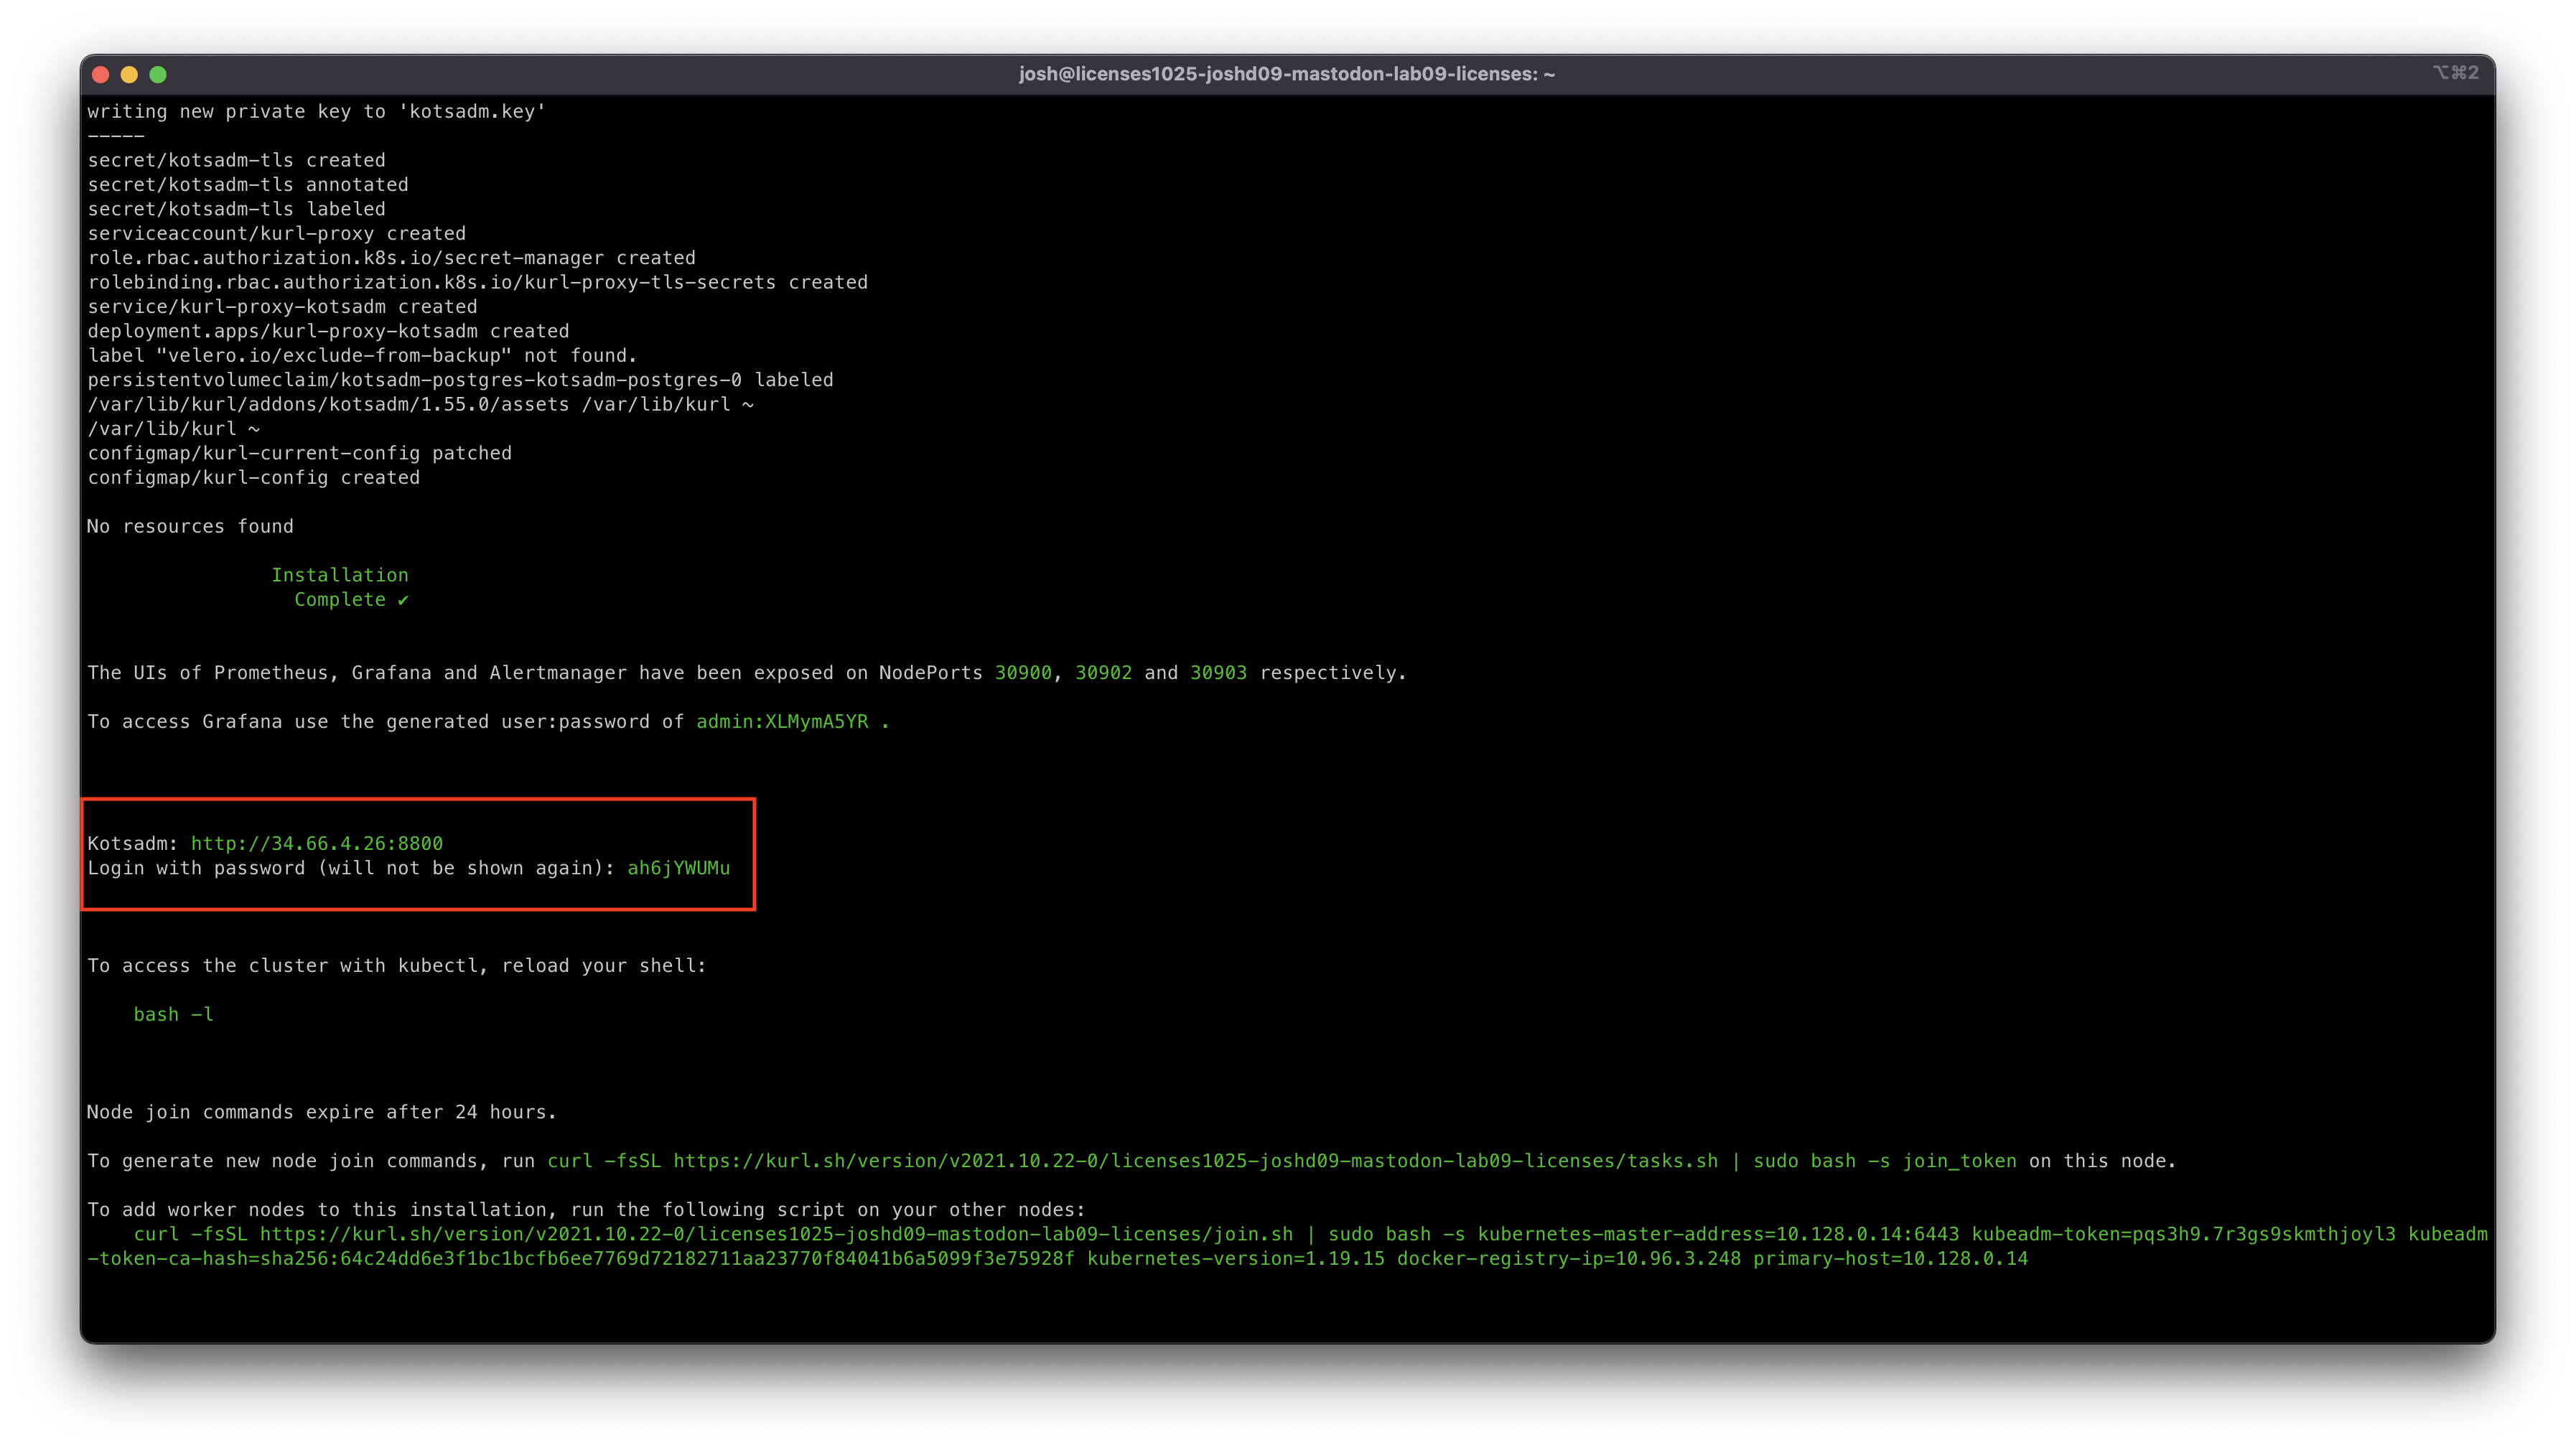 josh@licenses1025-joshd09-mastodon-lab09-licenses: ~
⌥⌘2
writing new private key to 'kotsadm.key'
-----
secret/kotsadm-tls created
secret/kotsadm-tls annotated
secret/kotsadm-tls labeled
serviceaccount/kurl-proxy created
role.rbac.authorization.k8s.io/secret-manager created
rolebinding.rbac.authorization.k8s.io/kurl-proxy-tls-secrets created
service/kurl-proxy-kotsadm created
deployment.apps/kurl-proxy-kotsadm created
label "velero.io/exclude-from-backup" not found.
persistentvolumeclaim/kotsadm-postgres-kotsadm-postgres-0 labeled
/var/lib/kurl/addons/kotsadm/1.55.0/assets /var/lib/kurl ~
/var/lib/kurl ~
configmap/kurl-current-config patched
configmap/kurl-config created
No resources found
Installation
Complete ✔
The UIs of Prometheus, Grafana and Alertmanager have been exposed on NodePorts 30900, 30902 and 30903 respectively.
To access Grafana use the generated user:password of admin:XLMymA5YR .
Kotsadm: http://34.66.4.26:8800
Login with password (will not be shown again): ah6jYWUMu
To access the cluster with kubectl, reload your shell:
bash -l
Node join commands expire after 24 hours.
To generate new node join commands, run curl -fsSL https://kurl.sh/version/v2021.10.22-0/licenses1025-joshd09-mastodon-lab09-licenses/tasks.sh | sudo bash -s join_token on this node.
To add worker nodes to this installation, run the following script on your other nodes:
curl -fsSL https://kurl.sh/version/v2021.10.22-0/licenses1025-joshd09-mastodon-lab09-licenses/join.sh | sudo bash -s kubernetes-master-address=10.128.0.14:6443 kubeadm-token=pqs3h9.7r3gs9skmthjoyl3 kubeadm
-token-ca-hash=sha256:64c24dd6e3f1bc1bcfb6ee7769d72182711aa23770f84041b6a5099f3e75928f kubernetes-version=1.19.15 docker-registry-ip=10.96.3.248 primary-host=10.128.0.14